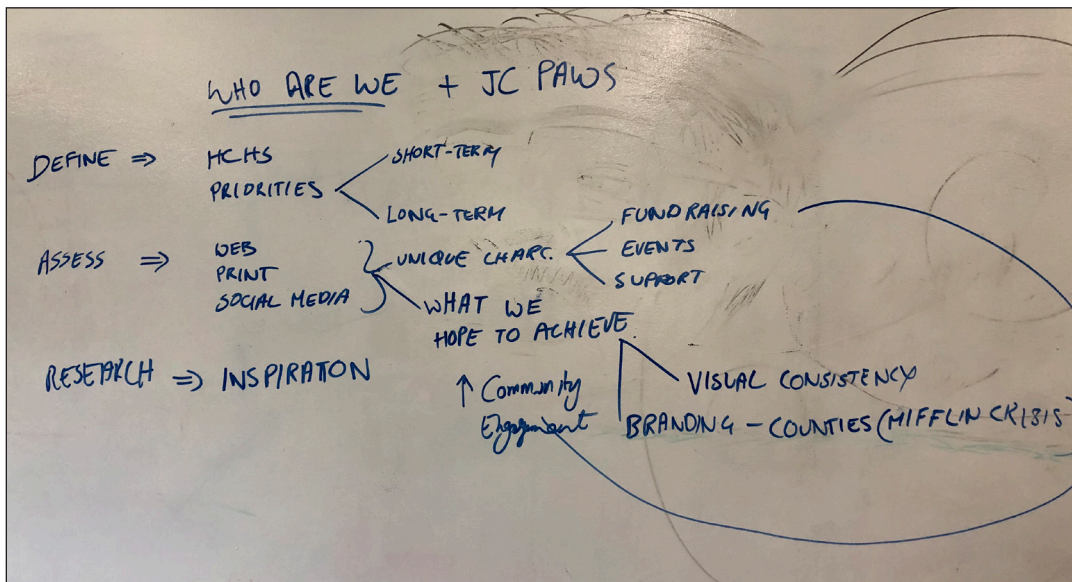 WHO ARE WE + JC PAWS
DEFINE ⇒ HCHS
PRIORITIES
SHORT-TERM
LONG-TERM
ASSESS ⇒ WEB
PRINT
SOCIAL MEDIA
UNIQUE CHARC.
FUNDRAISING
EVENTS
SUPPORT
WHAT WE
HOPE TO ACHIEVE
VISUAL CONSISTENCY
BRANDING - COUNTIES (MIFFLIN CRISIS)
RESEARCH ⇒ INSPIRATION
↑ Community
Engagement